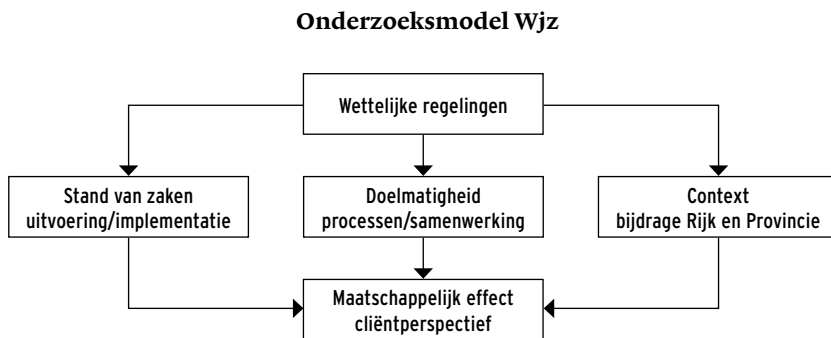 Onderzoeksmodel Wjz
Wettelijke regelingen
Stand van zaken
uitvoering/implementatie
Doelmatigheid
processen/samenwerking
Context
bijdrage Rijk en Provincie
Maatschappelijk effect
cliëntperspectief